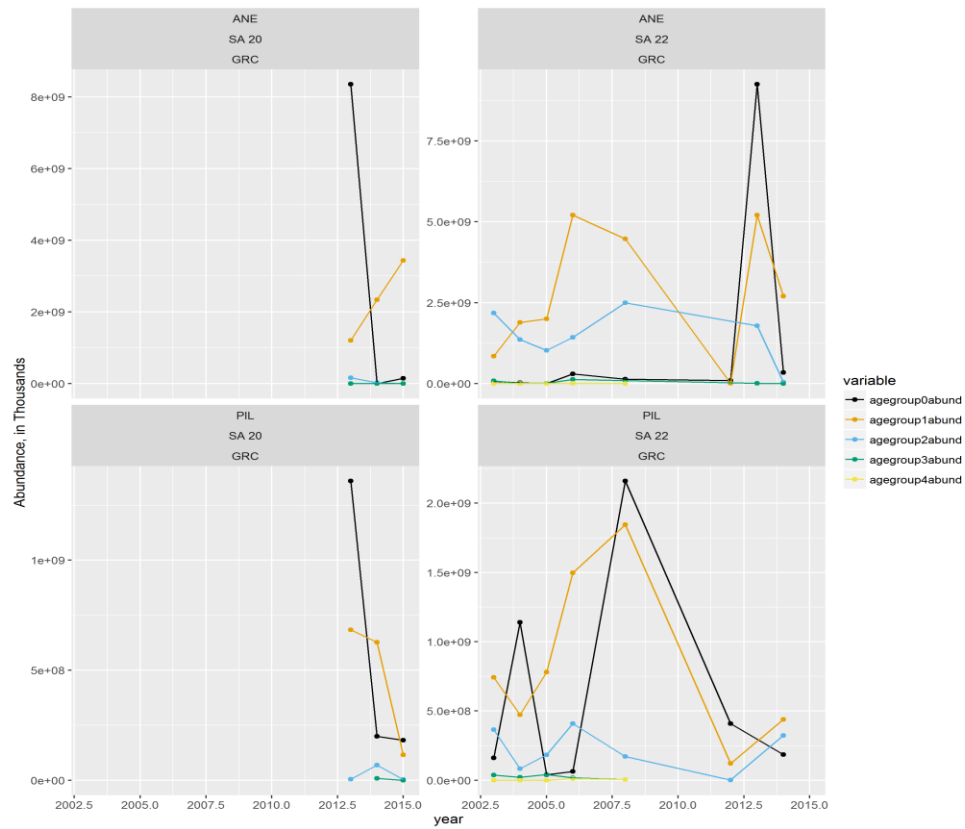 ANE
SA 20
GRC
ANE
SA 22
GRC
8e+09
6e+09
4e+09
2e+09
0e+00
7.5e+09
5.0e+09
2.5e+09
0.0e+00
Abundance, in Thousands
PIL
SA 20
GRC
PIL
SA 22
GRC
1e+09
5e+08
0e+00
2.0e+09
1.5e+09
1.0e+09
5.0e+08
0.0e+00
2002.5 2005.0 2007.5 2010.0 2012.5 2015.0
2002.5 2005.0 2007.5 2010.0 2012.5 2015.0
year
variable
agegroup0abund
agegroup1abund
agegroup2abund
agegroup3abund
agegroup4abund